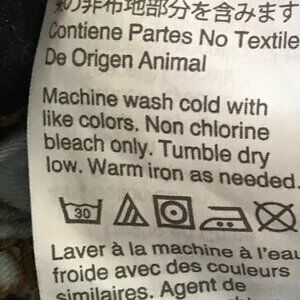 の非布地部分を含みます
Contiene Partes No Textile
De Origen Animal
Machine wash cold with
like colors. Non chlorine
bleach only. Tumble dry
low. Warm iron as needed.
30
Laver à la machine à l'eau
froide avec des couleurs
similaires. Agent de